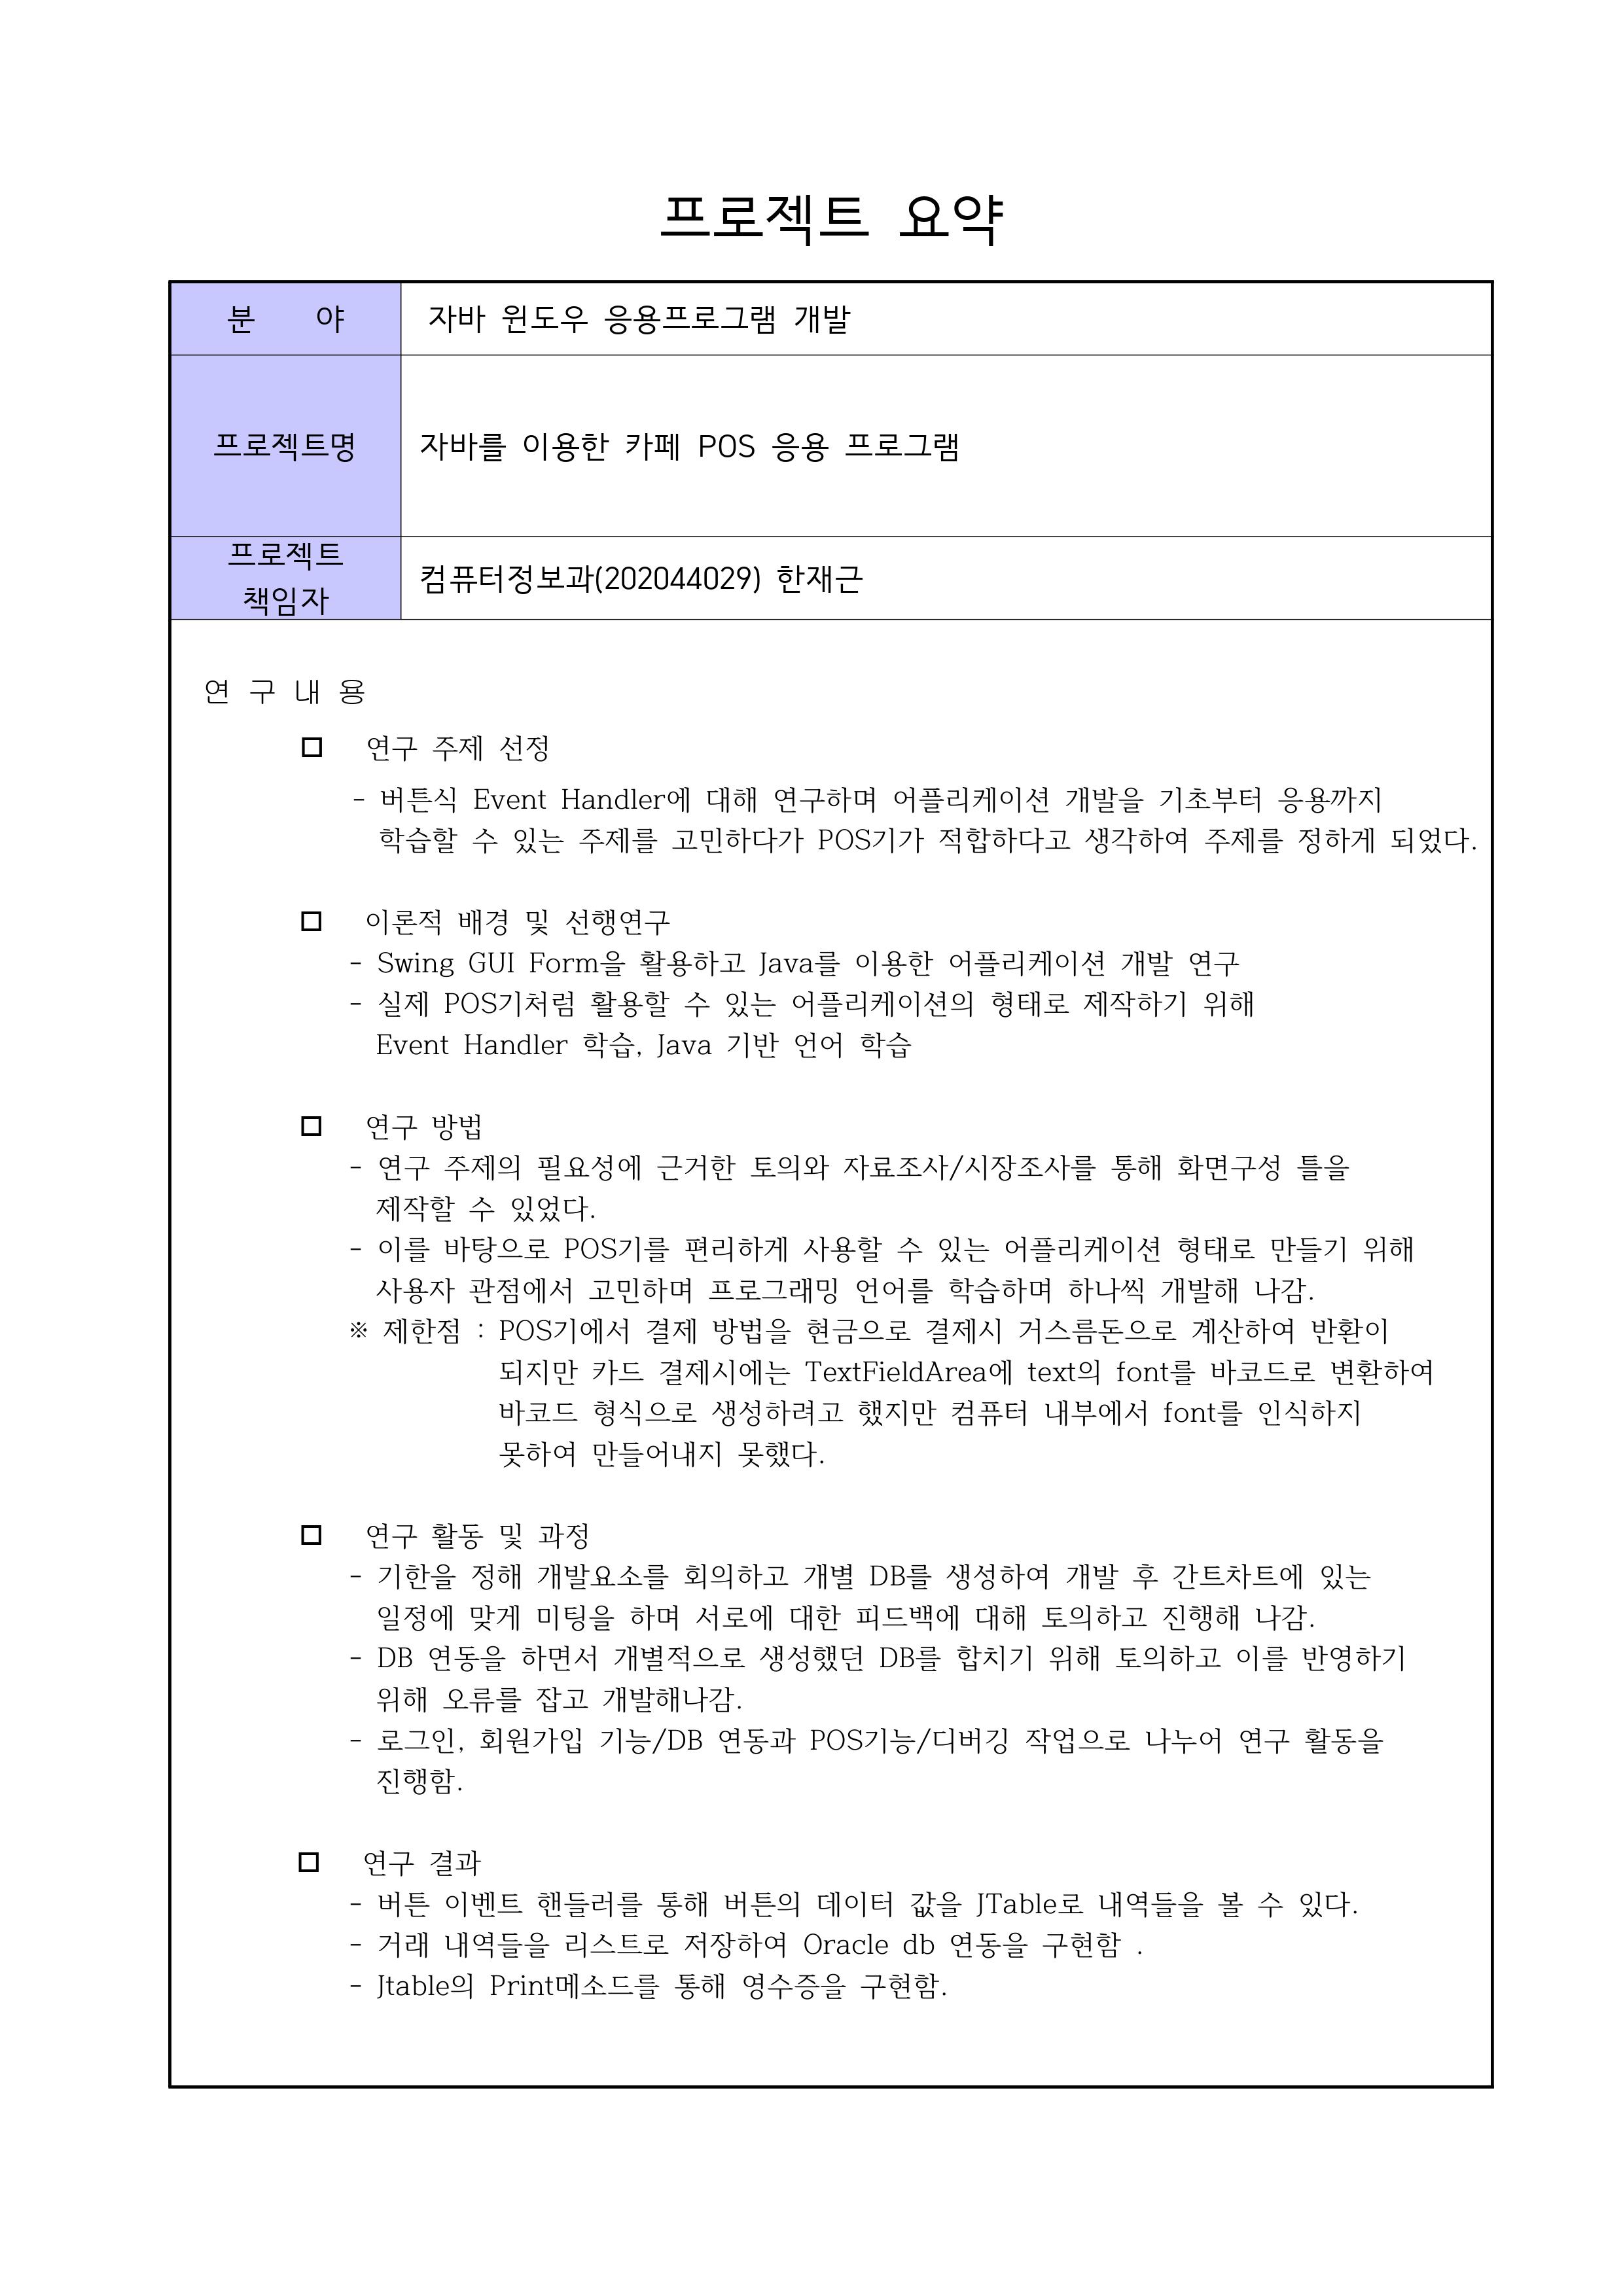 프로젝트 요약
분 야 자바 윈도우 응용프로그램 개발
프로젝트명 자바를 이용한 카페 POS 응용 프로그램
프로젝트
책임자 컴퓨터정보과(202044029) 한재근
연 구 내 용
□ 연구 주제 선정
- 버튼식 Event Handler에 대해 연구하며 어플리케이션 개발을 기초부터 응용까지
학습할 수 있는 주제를 고민하다가 POS기가 적합하다고 생각하여 주제를 정하게 되었다.
□ 이론적 배경 및 선행연구
- Swing GUI Form을 활용하고 Java를 이용한 어플리케이션 개발 연구
- 실제 POS기처럼 활용할 수 있는 어플리케이션의 형태로 제작하기 위해
Event Handler 학습, Java 기반 언어 학습
□ 연구 방법
- 연구 주제의 필요성에 근거한 토의와 자료조사/시장조사를 통해 화면구성 틀을
제작할 수 있었다.
- 이를 바탕으로 POS기를 편리하게 사용할 수 있는 어플리케이션 형태로 만들기 위해
사용자 관점에서 고민하며 프로그래밍 언어를 학습하며 하나씩 개발해 나감.
※ 제한점 : POS기에서 결제 방법을 현금으로 결제시 거스름돈으로 계산하여 반환이
되지만 카드 결제시에는 TextFieldArea에 text의 font를 바코드로 변환하여
바코드 형식으로 생성하려고 했지만 컴퓨터 내부에서 font를 인식하지
못하여 만들어내지 못했다.
□ 연구 활동 및 과정
- 기한을 정해 개발요소를 회의하고 개별 DB를 생성하여 개발 후 간트차트에 있는
일정에 맞게 미팅을 하며 서로에 대한 피드백에 대해 토의하고 진행해 나감.
- DB 연동을 하면서 개별적으로 생성했던 DB를 합치기 위해 토의하고 이를 반영하기
위해 오류를 잡고 개발해나감.
- 로그인, 회원가입 기능/DB 연동과 POS기능/디버깅 작업으로 나누어 연구 활동을
진행함.
□ 연구 결과
- 버튼 이벤트 핸들러를 통해 버튼의 데이터 값을 JTable로 내역들을 볼 수 있다.
- 거래 내역들을 리스트로 저장하여 Oracle db 연동을 구현함 .
- Jtable의 Print메소드를 통해 영수증을 구현함.